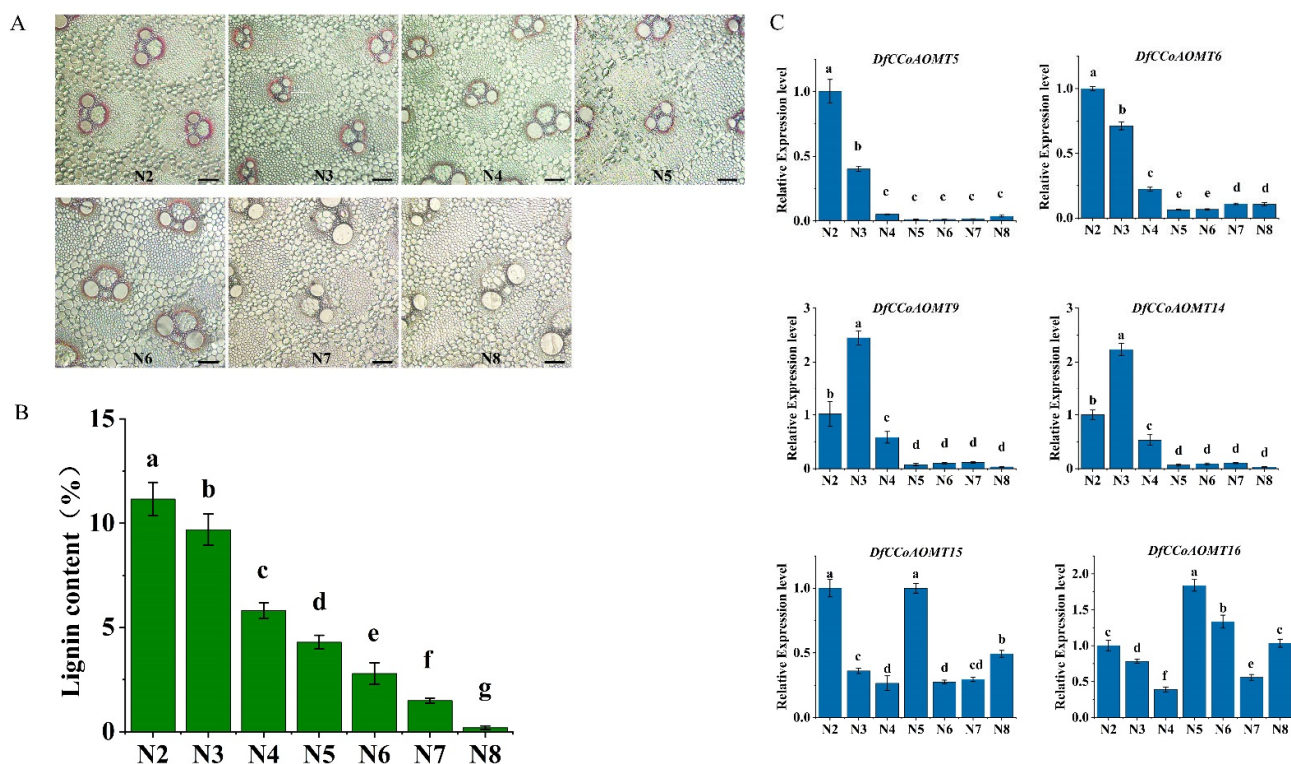 A
N2 N3 N4 N5
N6 N7 N8
B
Lignin content (%)
15
10
5
0
a b c d e f g
N2 N3 N4 N5 N6 N7 N8
C
DfCCoAOMT5
Relative Expression level
1.0
0.5
0.0
a b c c c c c
N2 N3 N4 N5 N6 N7 N8
DfCCoAOMT6
Relative Expression level
1.0
0.5
0.0
a b c e e d d
N2 N3 N4 N5 N6 N7 N8
DfCCoAOMT9
Relative Expression level
3
2
1
0
b a c d d d d
N2 N3 N4 N5 N6 N7 N8
DfCCoAOMT14
Relative Expression level
3
2
1
0
b a c d d d d
N2 N3 N4 N5 N6 N7 N8
DfCCoAOMT15
Relative Expression level
1.0
0.5
0.0
a c d a d cd b
N2 N3 N4 N5 N6 N7 N8
DfCCoAOMT16
Relative Expression level
2.0
1.5
1.0
0.5
0.0
c d f a b e c
N2 N3 N4 N5 N6 N7 N8